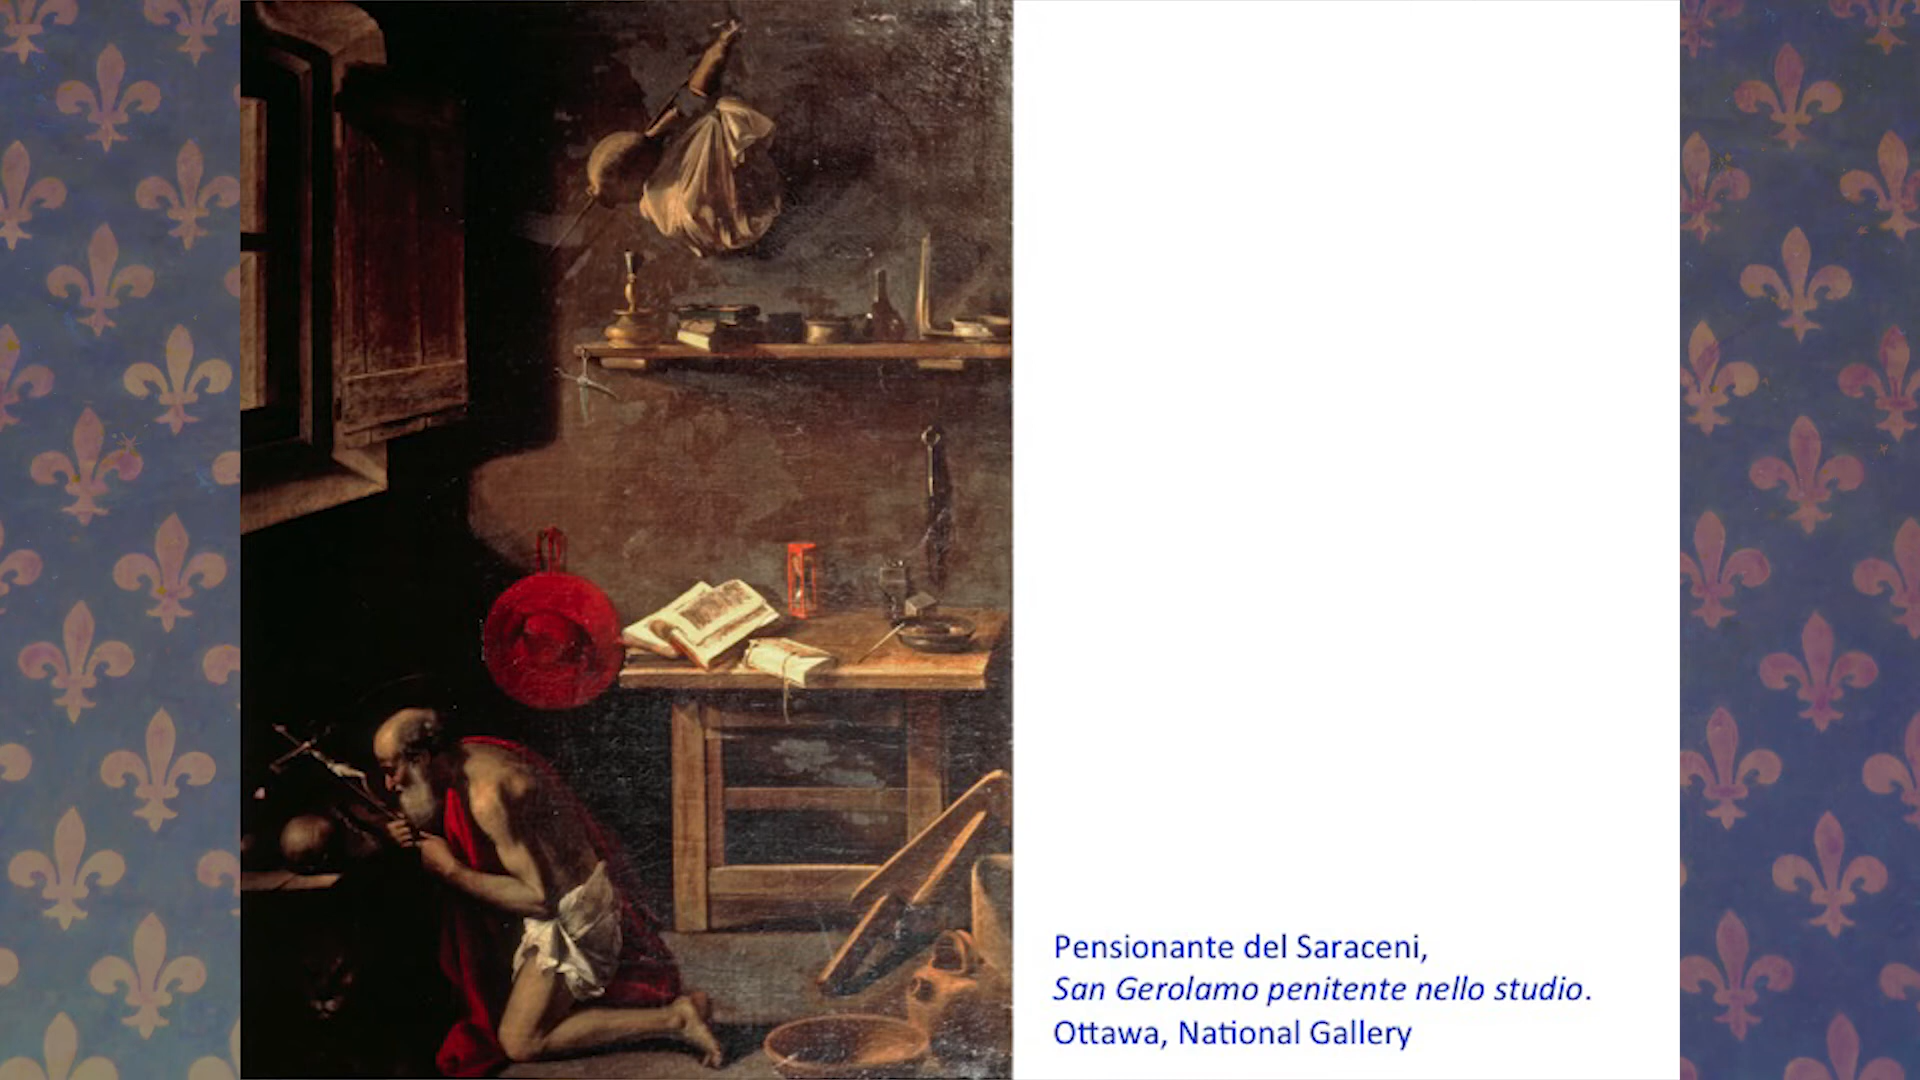 Pensionante del Saraceni,
San Gerolamo penitente nello studio.
Ottawa, National Gallery